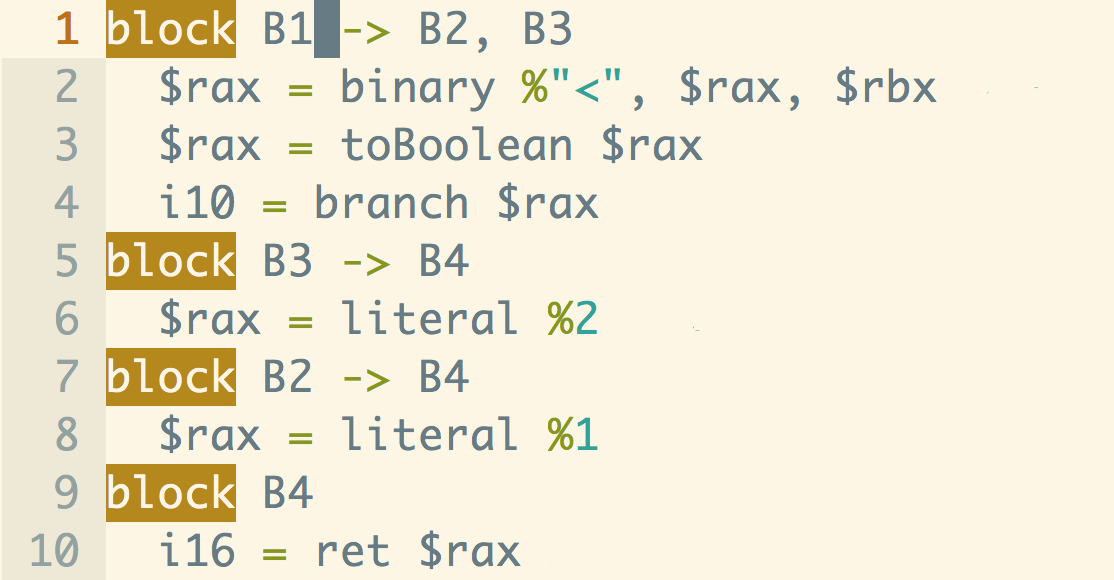 1 block B1 -> B2, B3
2 $rax = binary %"<", $rax, $rbx
3 $rax = toBoolean $rax
4 i10 = branch $rax
5 block B3 -> B4
6 $rax = literal %2
7 block B2 -> B4
8 $rax = literal %1
9 block B4
10 i16 = ret $rax